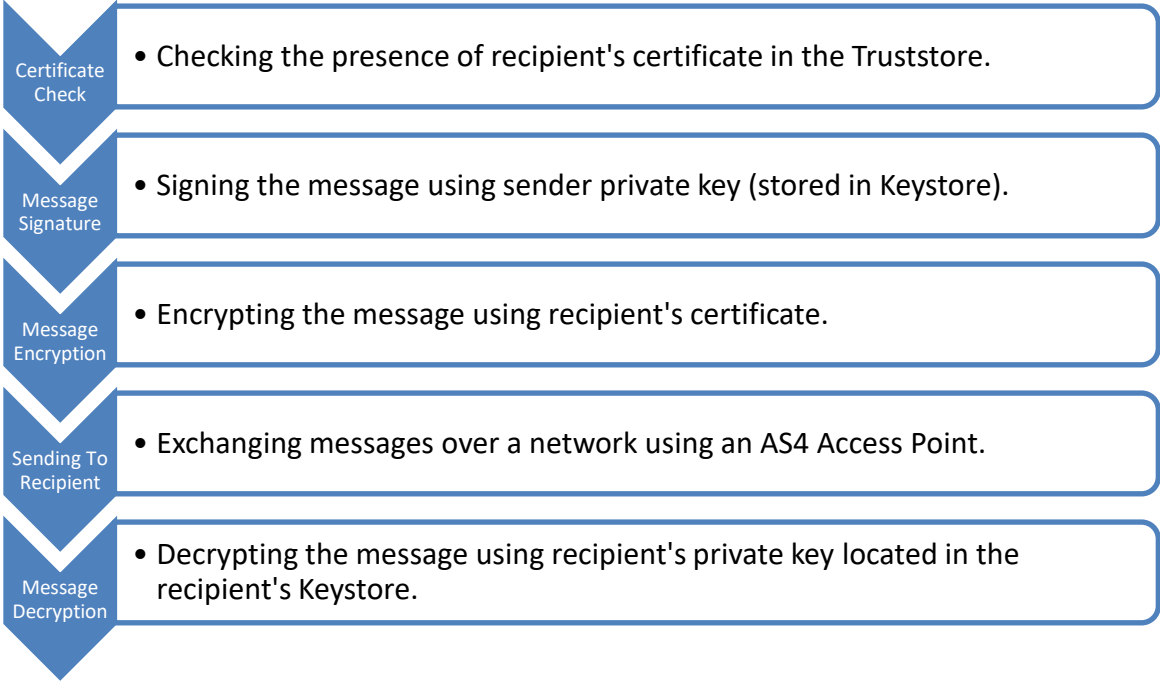 Certificate
Check
• Checking the presence of recipient's certificate in the Truststore.
Message
Signature
• Signing the message using sender private key (stored in Keystore).
Message
Encryption
• Encrypting the message using recipient's certificate.
Sending To
Recipient
• Exchanging messages over a network using an AS4 Access Point.
Message
Decryption
• Decrypting the message using recipient's private key located in the
recipient's Keystore.